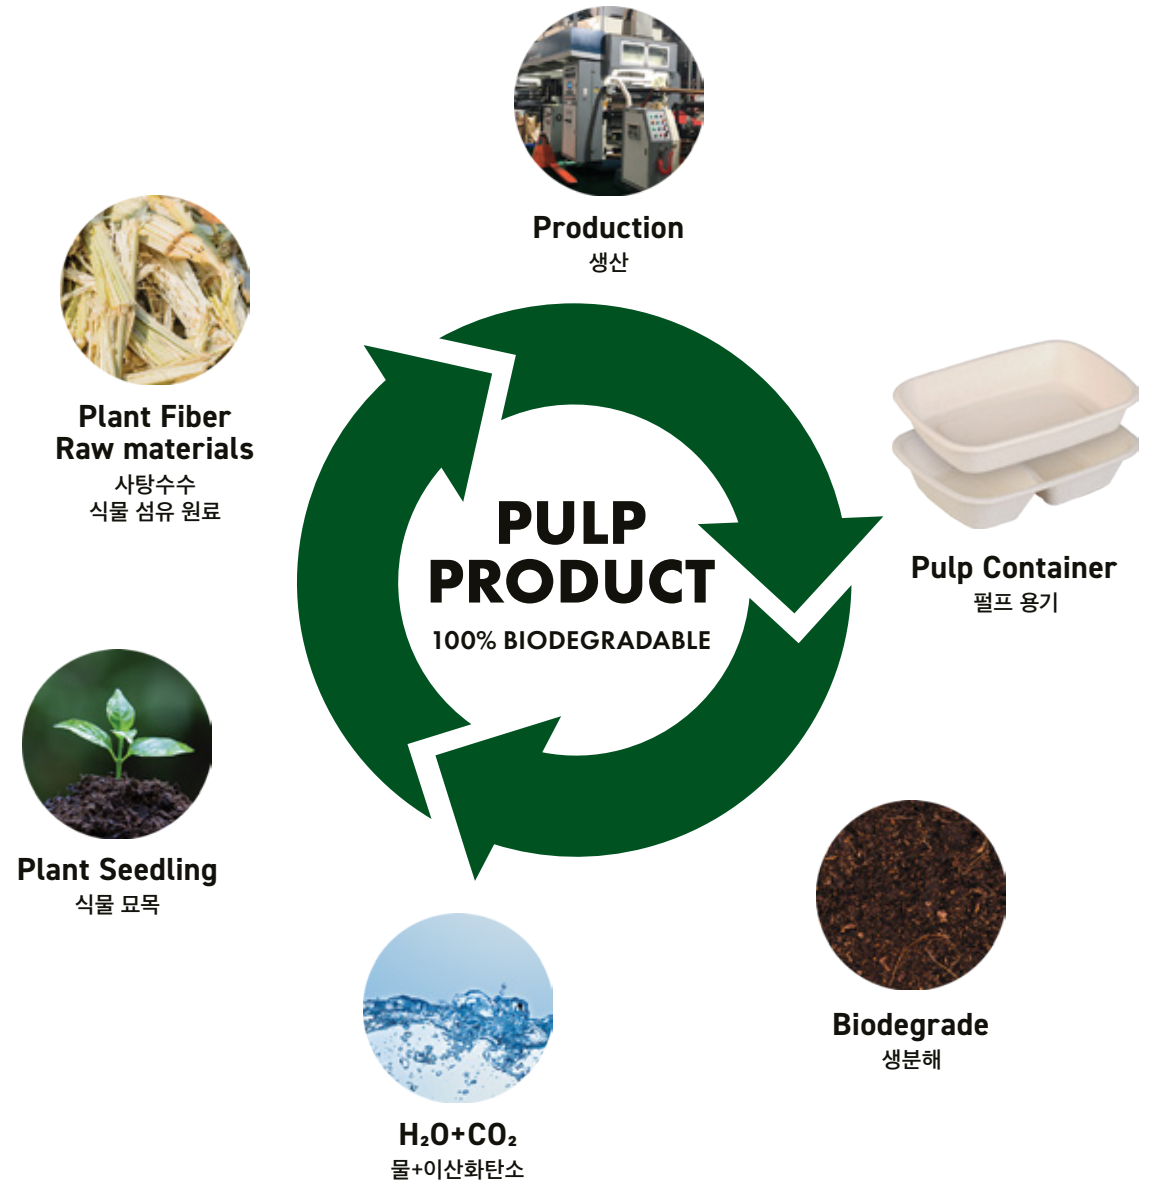 Production
생산
Plant Fiber
Raw materials
사탕수수
식물 섬유 원료
PULP
PRODUCT
100% BIODEGRADABLE
Pulp Container
펄프 용기
Plant Seedling
식물 묘목
Biodegrade
생분해
H₂O+CO₂
물+이산화탄소